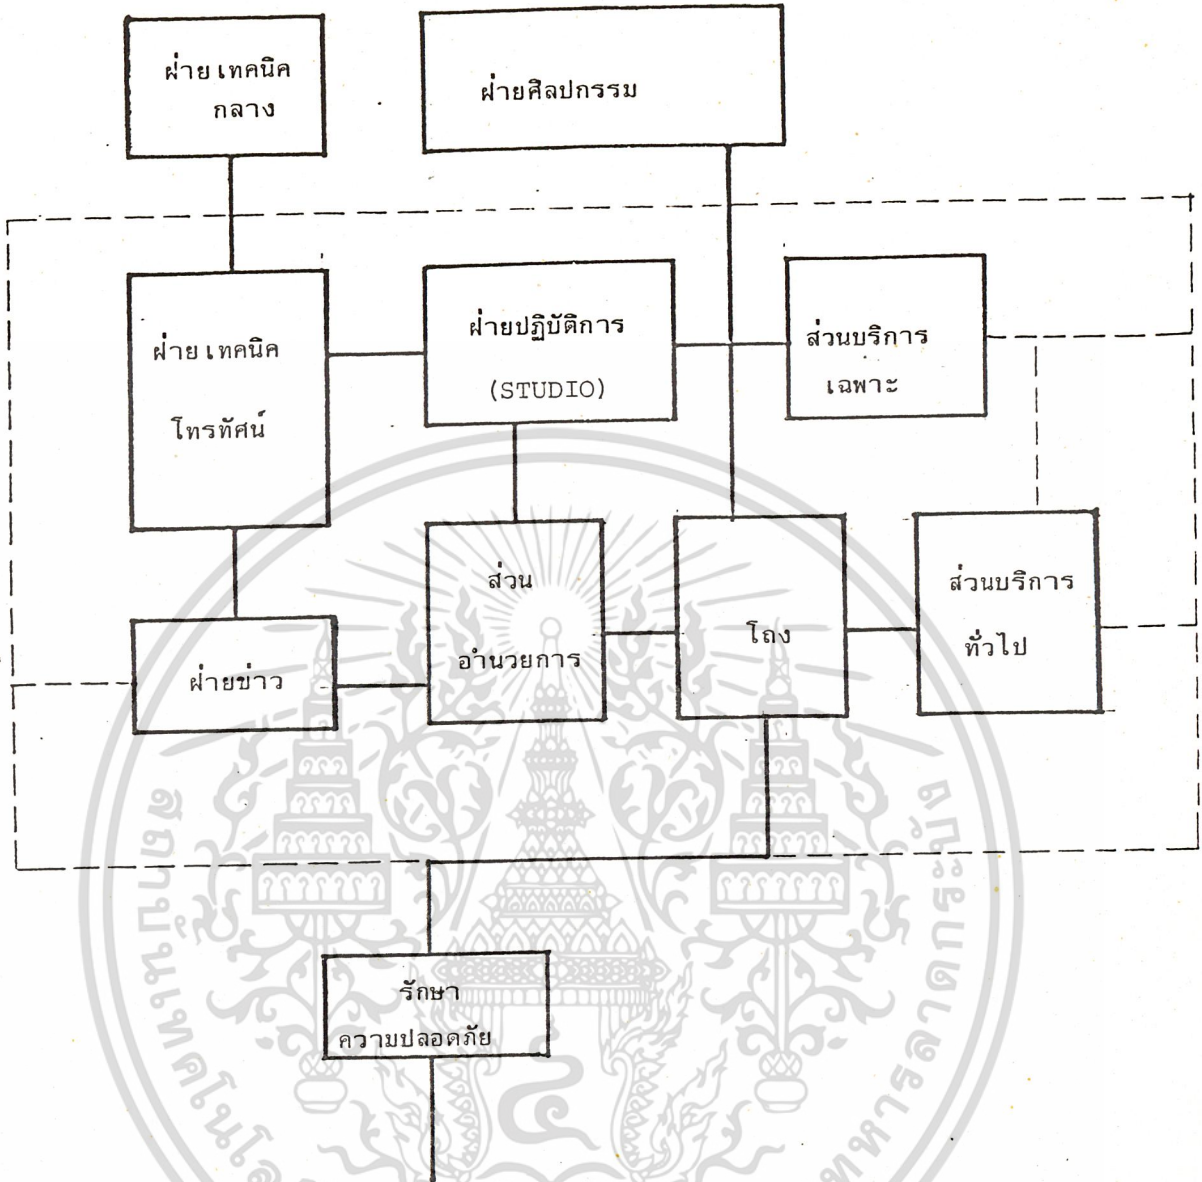 ฝ่ายเทคนิค
กลาง
ฝ่ายศิลปกรรม
ฝ่ายเทคนิค
โทรทัศน์
ฝ่ายปฏิบัติการ
(STUDIO)
ส่วนบริการ
เฉพาะ
ฝ่ายข่าว
ส่วน
อำนวยการ
โถง
ส่วนบริการ
ทั่วไป
รักษา
ความปลอดภัย